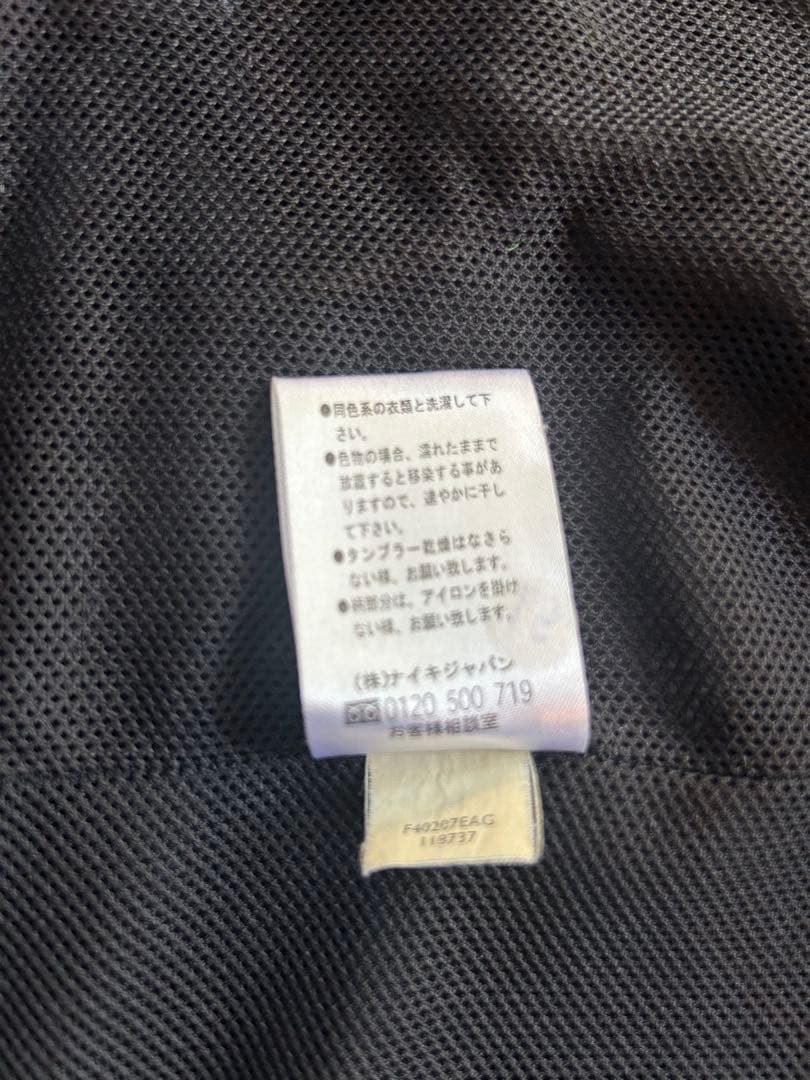 ●同色系の衣類と洗濯して下
さい。
●色物の場合、濡れたままで
放置すると移染する事があ
りますので、速やかに干し
て下さい。
●タンブラー乾燥はなさら
ない様、お願い致します。
●柄部分は、アイロンを掛け
ない様、お願い致します。
(株)ナイキジャパン
0120 500 719
お客様相談室
F40207EAG
113737